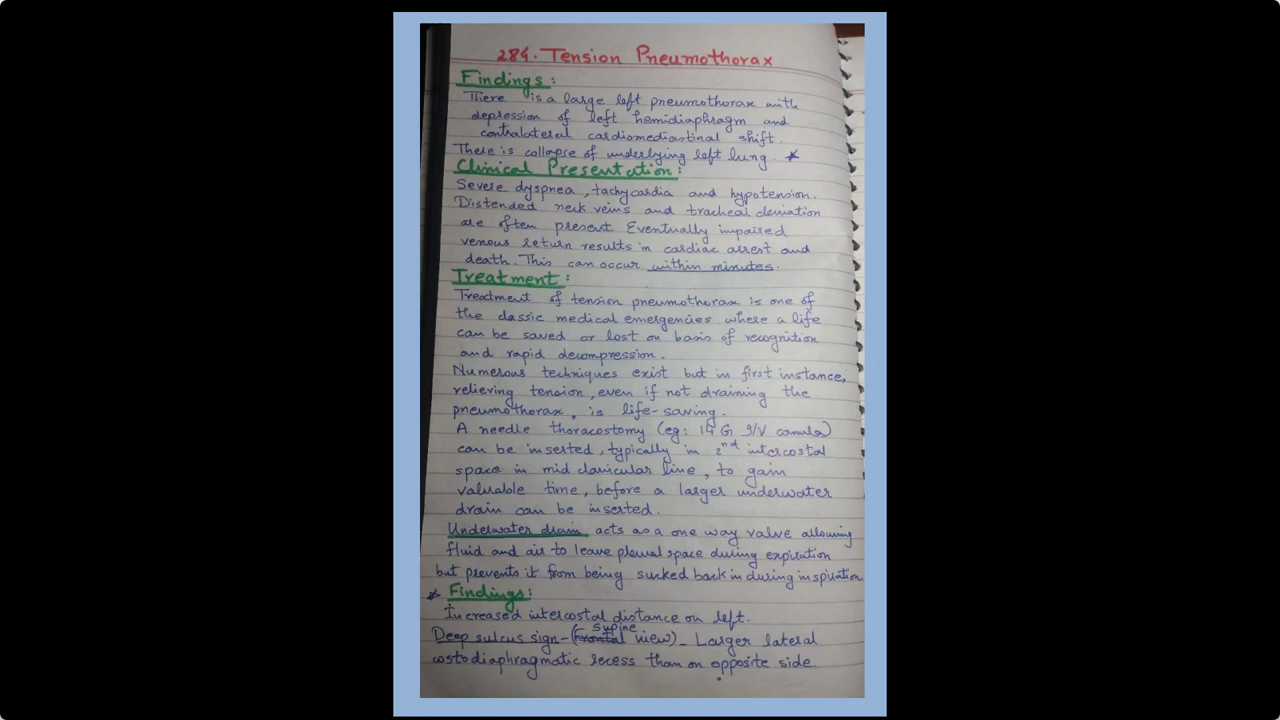 284. Tension Pneumothorax
Findings:
There is a large left pneumothorax with
depression of left hemidiaphragm and
contralateral cardiomediastinal shift.
There is collapse of underlying left lung. *
Clinical Presentation:
Severe dyspnea, tachycardia and hypotension.
Distended neck veins and tracheal deviation
are often present. Eventually impaired
venous return results in cardiac arrest and
death. This can occur within minutes.
Treatment:
Treatment of tension pneumothorax is one of
the classic medical emergencies where a life
can be saved or lost on basis of recognition
and rapid decompression.
Numerous techniques exist but in first instance,
relieving tension, even if not draining the
pneumothorax, is life-saving.
A needle thoracostomy (eg: 14 G I/V canula)
can be inserted, typically in 2nd intercostal
space in mid clavicular line, to gain
valuable time, before a larger underwater
drain can be inserted.
Underwater drain acts as a one way valve allowing
fluid and air to leave pleural space during expiration
but prevents it from being sucked back in during inspiration.
* Findings:
Increased intercostal distance on left.
Deep sulcus sign - (Frontal Supine view) - Larger lateral
costodiaphragmatic recess than on opposite side.